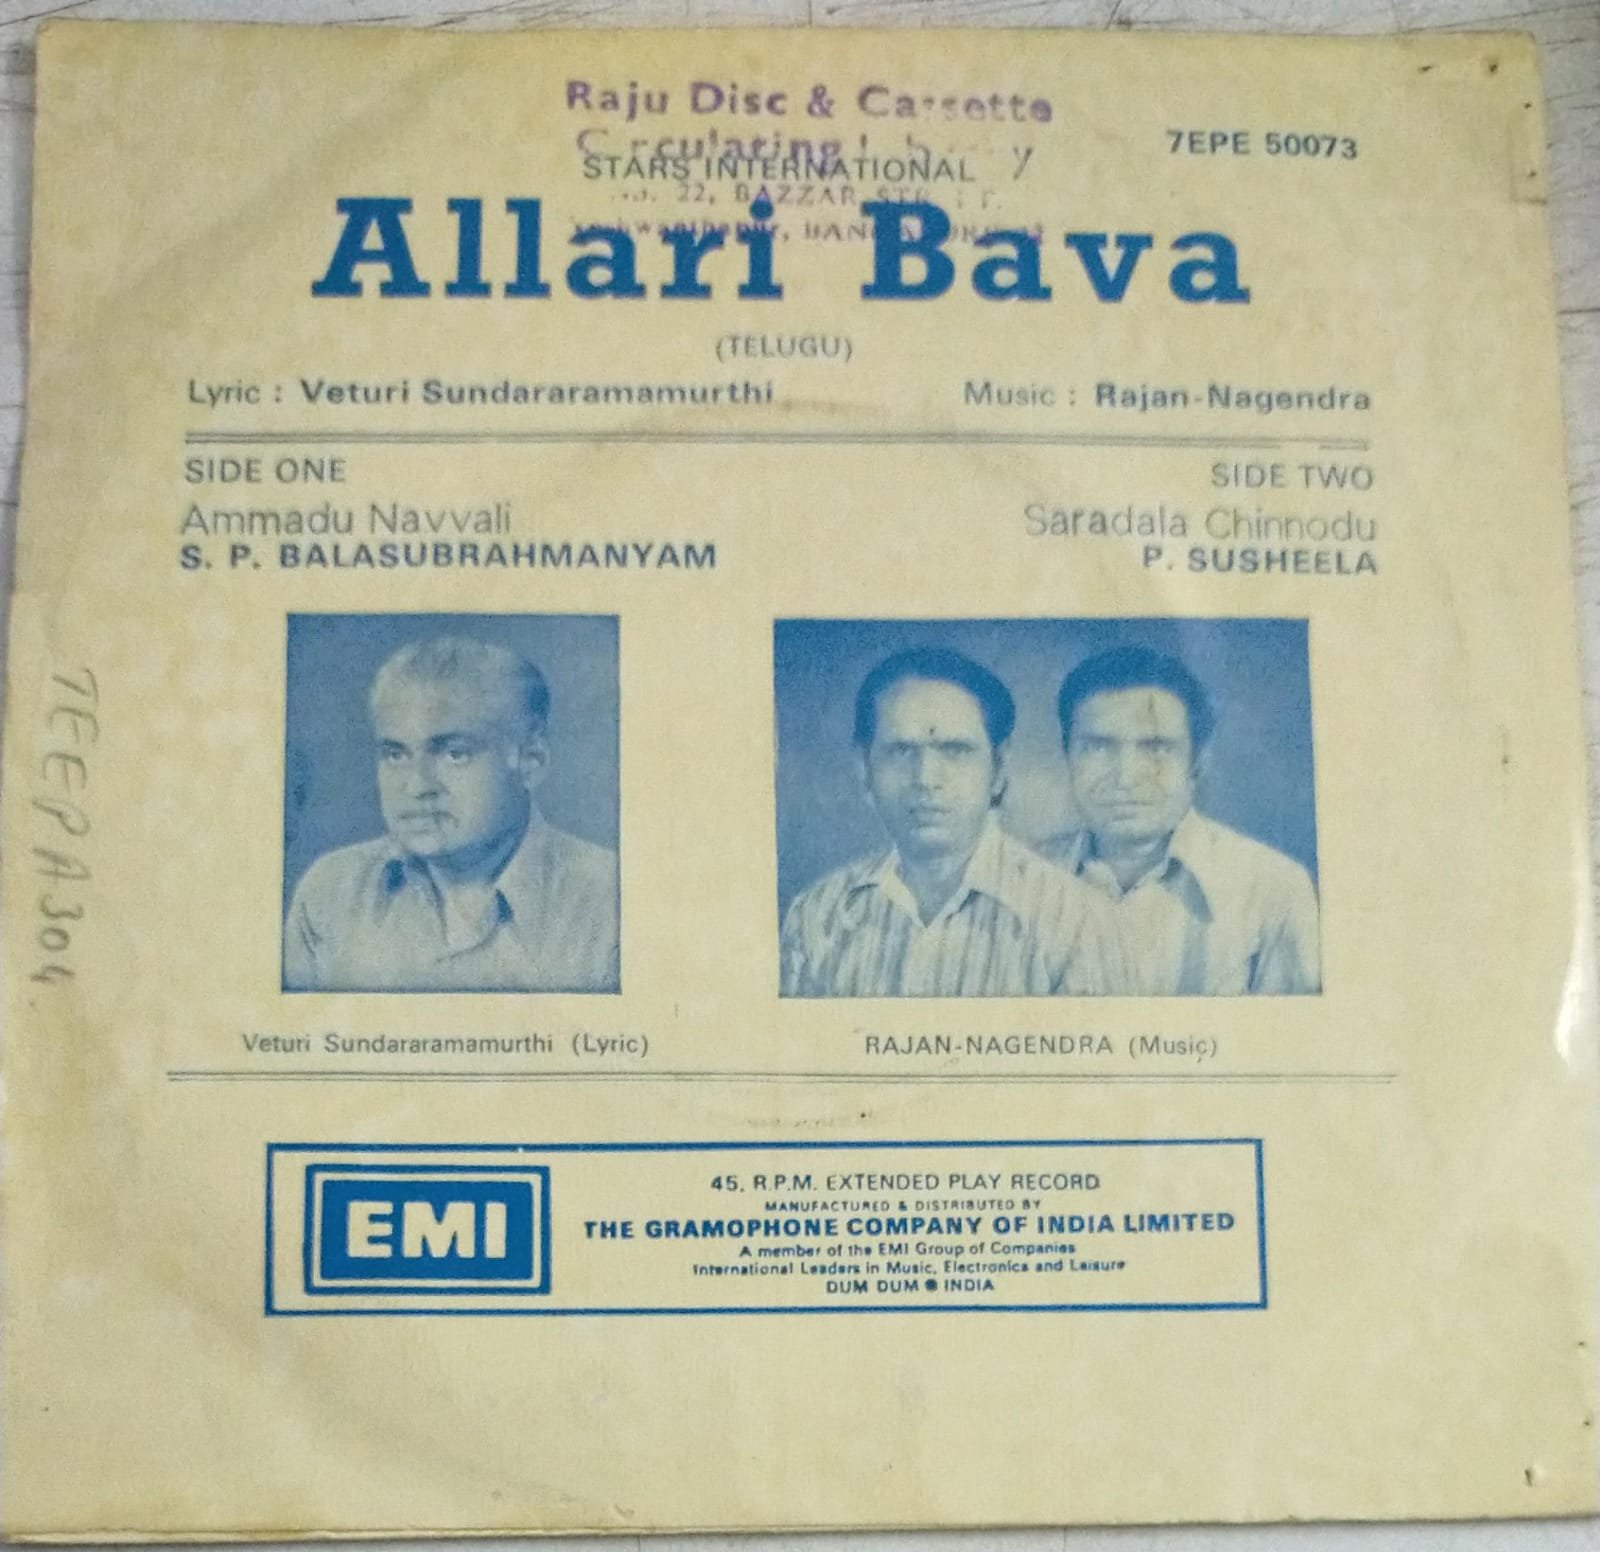 Raju Disc & Cassette
Circulating
STARS INTERNATIONAL
7EPE 50073
22, BAZZAR
Allari Bava
(TELUGU)
Lyric : Veturi Sundararamamurthi
Music : Rajan-Nagendra
SIDE ONE
Ammadu Navvali
S. P. BALASUBRAHMANYAM
SIDE TWO
Saradala Chinnodu
P. SUSHEELA
7EEPA304
Veturi Sundararamamurthi (Lyric)
RAJAN-NAGENDRA (Music)
EMI
45, R.P.M. EXTENDED PLAY RECORD
MANUFACTURED & DISTRIBUTED BY
THE GRAMOPHONE COMPANY OF INDIA LIMITED
A member of the EMI Group of Companies
International Leaders in Music, Electronics and Leisure
DUM DUM ● INDIA